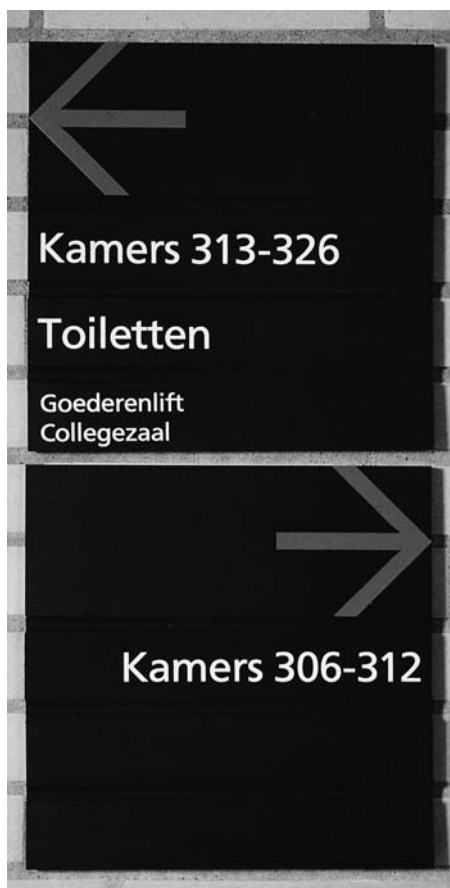 Kamers 313-326
Toiletten
Goederenlift
Collegezaal
Kamers 306-312